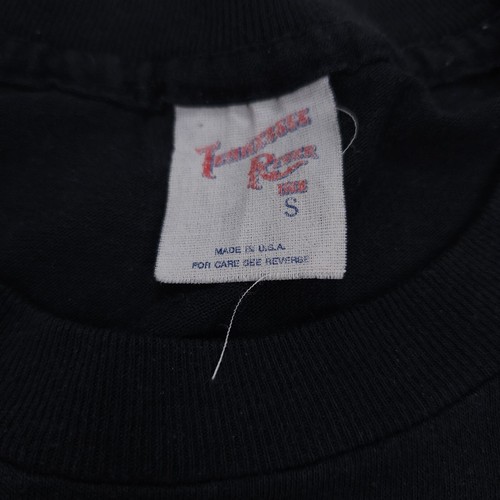 Tennessee
River
S
MADE IN U.S.A.
FOR CARE SEE REVERSE